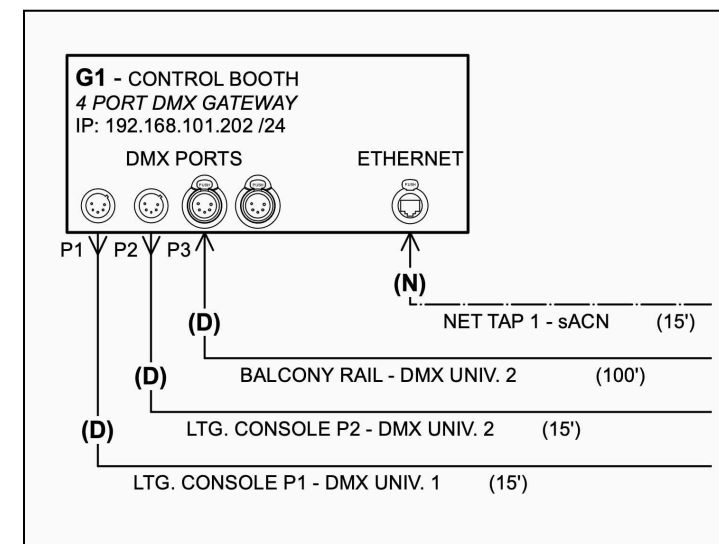 G1 - CONTROL BOOTH
4 PORT DMX GATEWAY
IP: 192.168.101.202 /24
DMX PORTS ETHERNET
PUSH PUSH PUSH
P1 P2 P3
(N)
NET TAP 1 - sACN (15')
(D)
BALCONY RAIL - DMX UNIV. 2 (100')
(D)
LTG. CONSOLE P2 - DMX UNIV. 2 (15')
(D)
LTG. CONSOLE P1 - DMX UNIV. 1 (15')